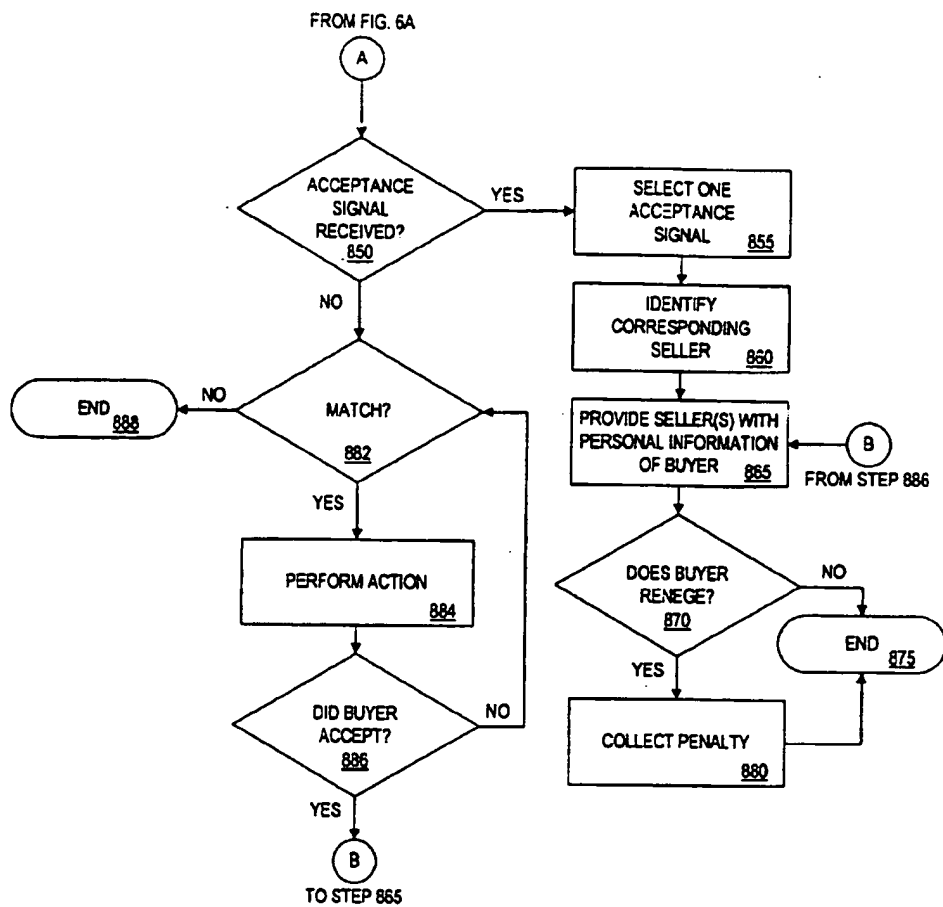 FROM FIG. 6A
A
ACCEPTANCE
SIGNAL
RECEIVED?
850
YES
NO
SELECT ONE
ACCEPTANCE
SIGNAL
855
IDENTIFY
CORRESPONDING
SELLER
860
PROVIDE SELLER(S) WITH
PERSONAL INFORMATION
OF BUYER
865
B
FROM STEP 886
MATCH?
882
NO
END
888
YES
PERFORM ACTION
884
DID BUYER
ACCEPT?
886
NO
YES
B
TO STEP 865
DOES BUYER
RENEGE?
870
NO
END
875
YES
COLLECT PENALTY
880